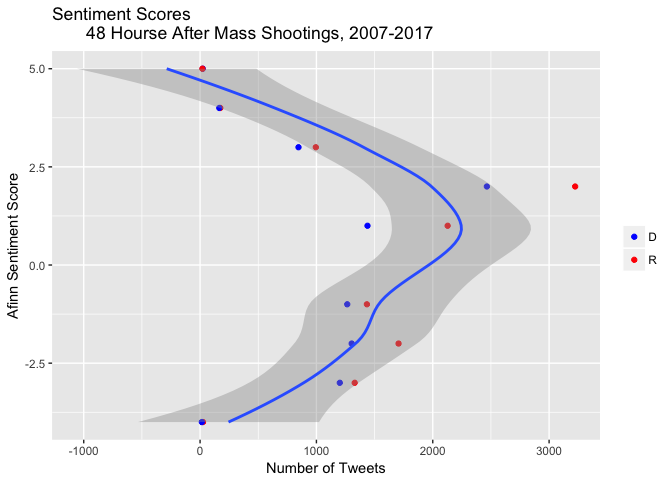 Sentiment Scores
48 Hourse After Mass Shootings, 2007-2017
5.0
2.5
0.0
-2.5
Afinn Sentiment Score
-1000
0
1000
2000
3000
Number of Tweets
D
R